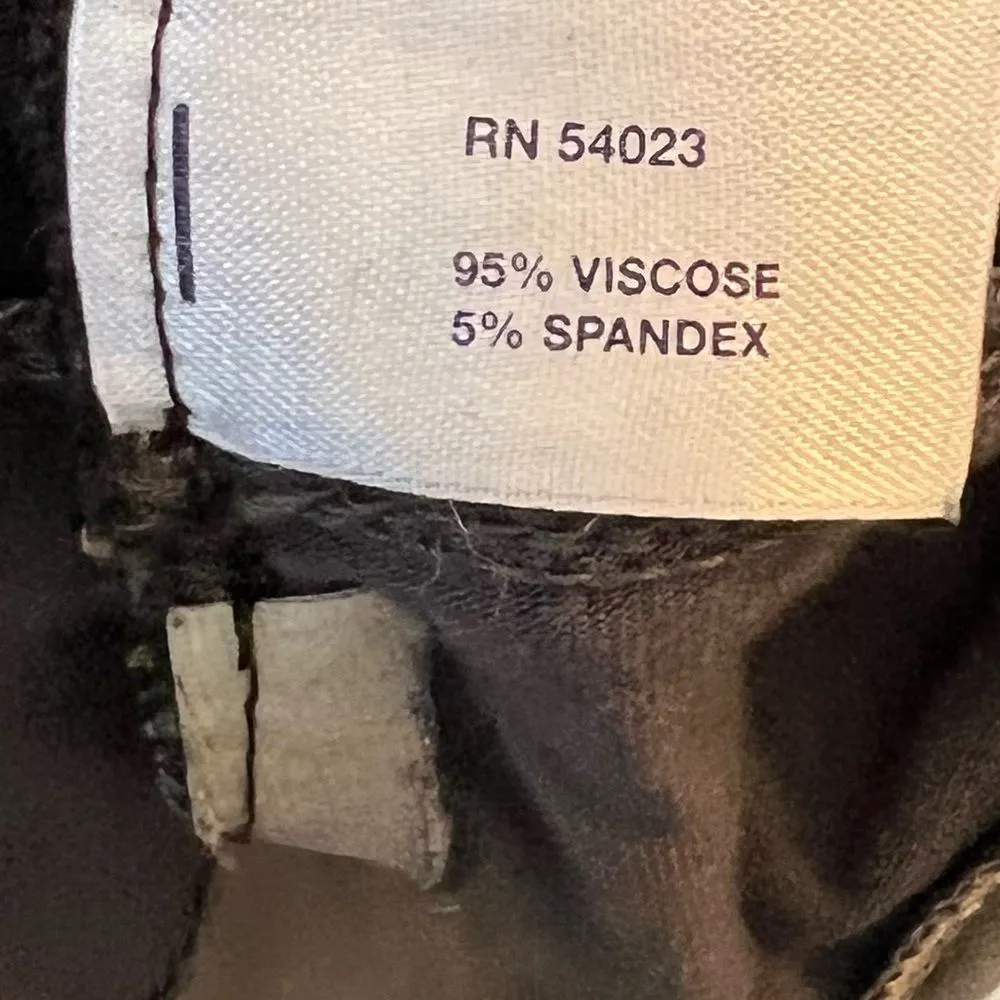 RN 54023
95% VISCOSE
5% SPANDEX